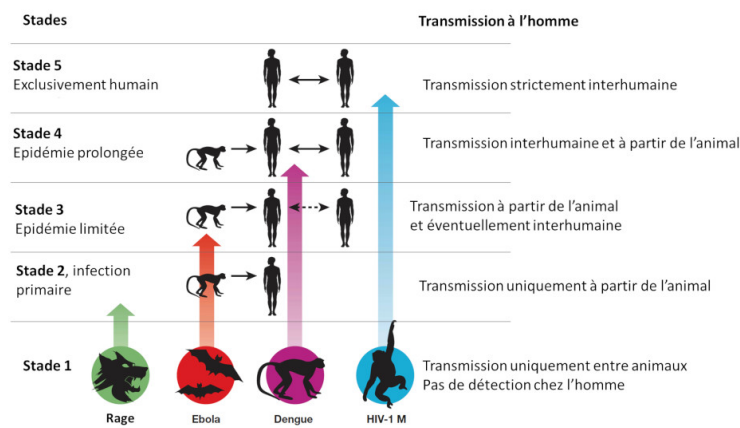 Stades
Transmission à l'homme
Stade 5
Exclusivement humain
Transmission strictement interhumaine
Stade 4
Epidémie prolongée
Transmission interhumaine et à partir de l'animal
Stade 3
Epidémie limitée
Transmission à partir de l'animal
et éventuellement interhumaine
Stade 2, infection
primaire
Transmission uniquement à partir de l'animal
Stade 1
Transmission uniquement entre animaux
Pas de détection chez l'homme
Rage
Ebola
Dengue
HIV-1 M